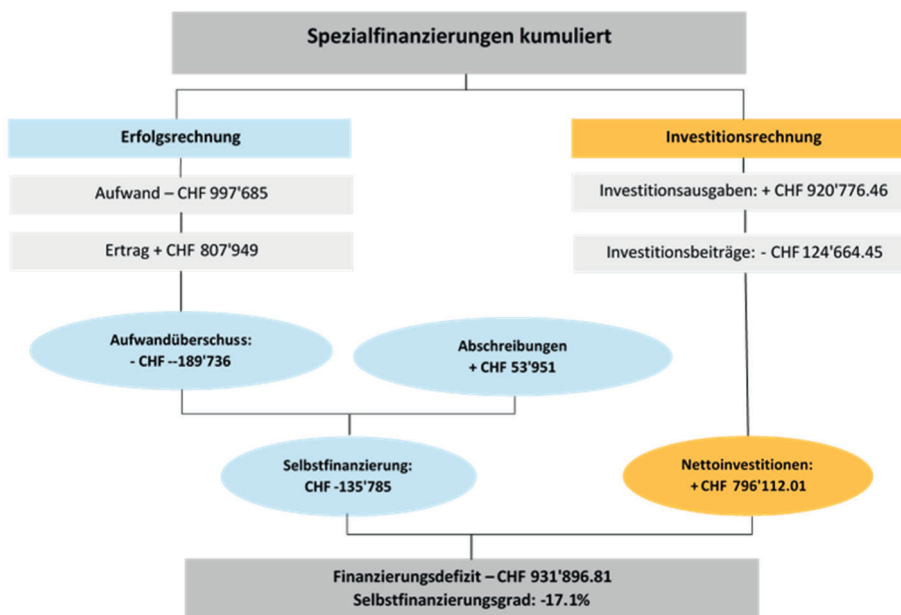 Spezialfinanzierungen kumuliert
Erfolgsrechnung
Aufwand – CHF 997'685
Ertrag + CHF 807'949
Aufwandüberschuss:
- CHF --189'736
Abschreibungen
+ CHF 53'951
Selbstfinanzierung:
CHF -135'785
Investitionsrechnung
Investitionsausgaben: + CHF 920'776.46
Investitionsbeiträge: - CHF 124'664.45
Nettoinvestitionen:
+ CHF 796'112.01
Finanzierungsdefizit – CHF 931'896.81
Selbstfinanzierungsgrad: -17.1%